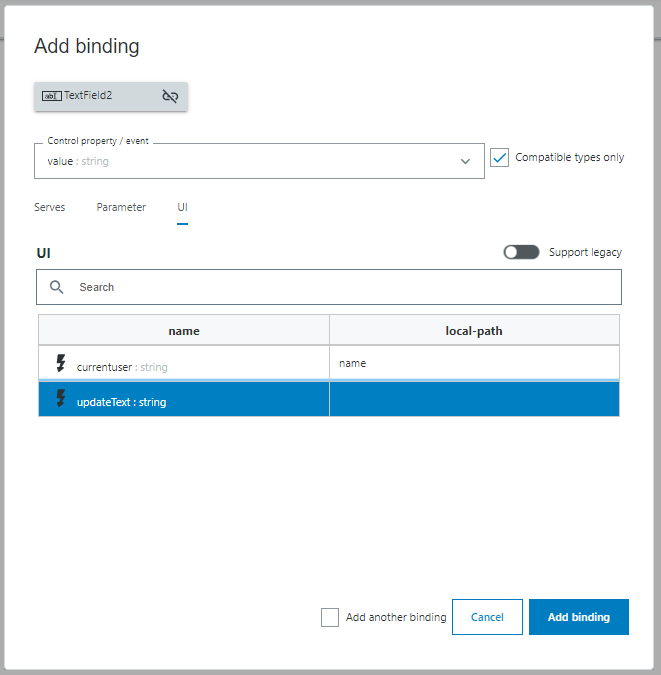 Add binding
abI TextField2
Control property / event
value : string
Compatible types only
Serves Parameter UI
UI
Support legacy
Search
name local-path
currentuser : string name
updateText : string
Add another binding Cancel Add binding